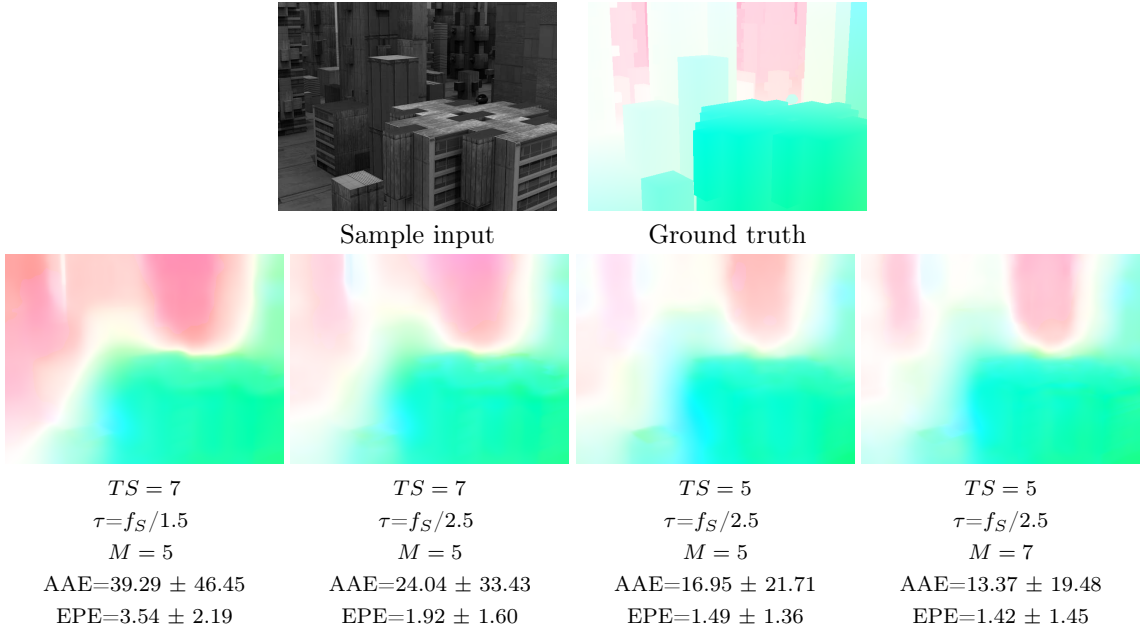 Sample input
Ground truth
TS = 7
τ=f_S/1.5
M = 5
AAE=39.29 ± 46.45
EPE=3.54 ± 2.19
TS = 7
τ=f_S/2.5
M = 5
AAE=24.04 ± 33.43
EPE=1.92 ± 1.60
TS = 5
τ=f_S/2.5
M = 5
AAE=16.95 ± 21.71
EPE=1.49 ± 1.36
TS = 5
τ=f_S/2.5
M = 7
AAE=13.37 ± 19.48
EPE=1.42 ± 1.45